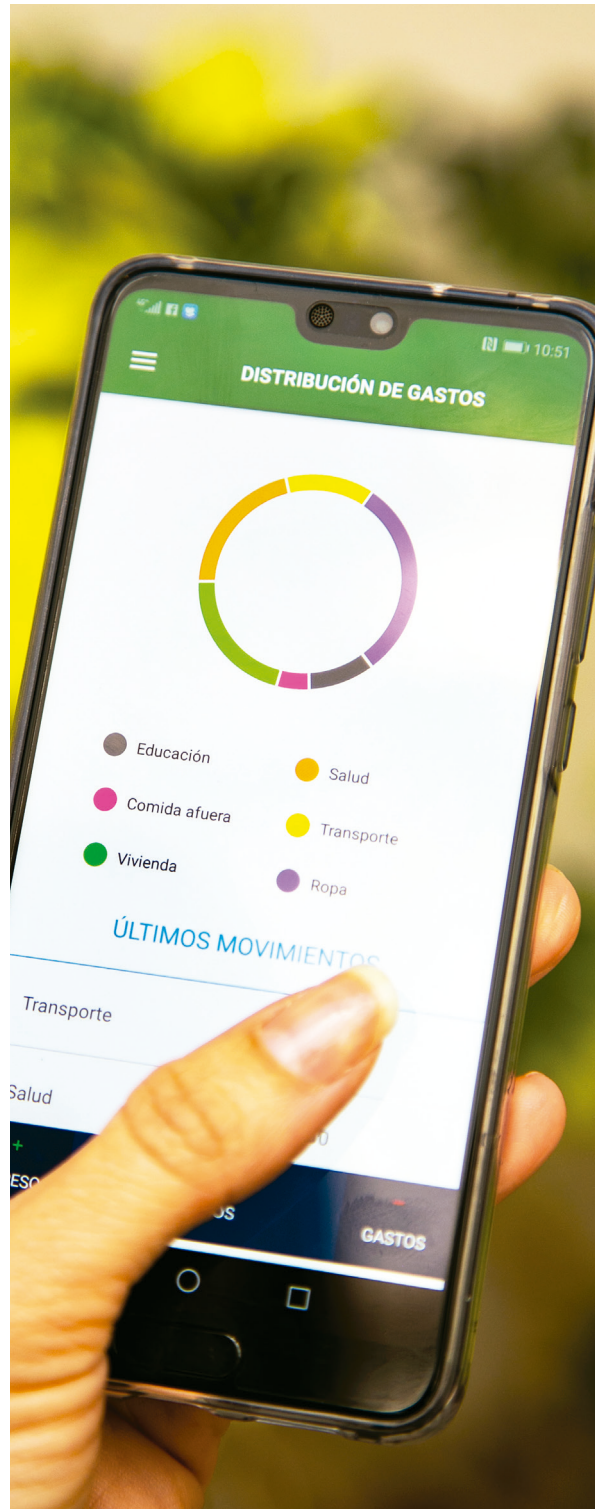 10:51
DISTRIBUCIÓN DE GASTOS
Educación
Salud
Comida afuera
Transporte
Vivienda
Ropa
ÚLTIMOS MOVIMIENTOS
Transporte
Salud
GASTOS